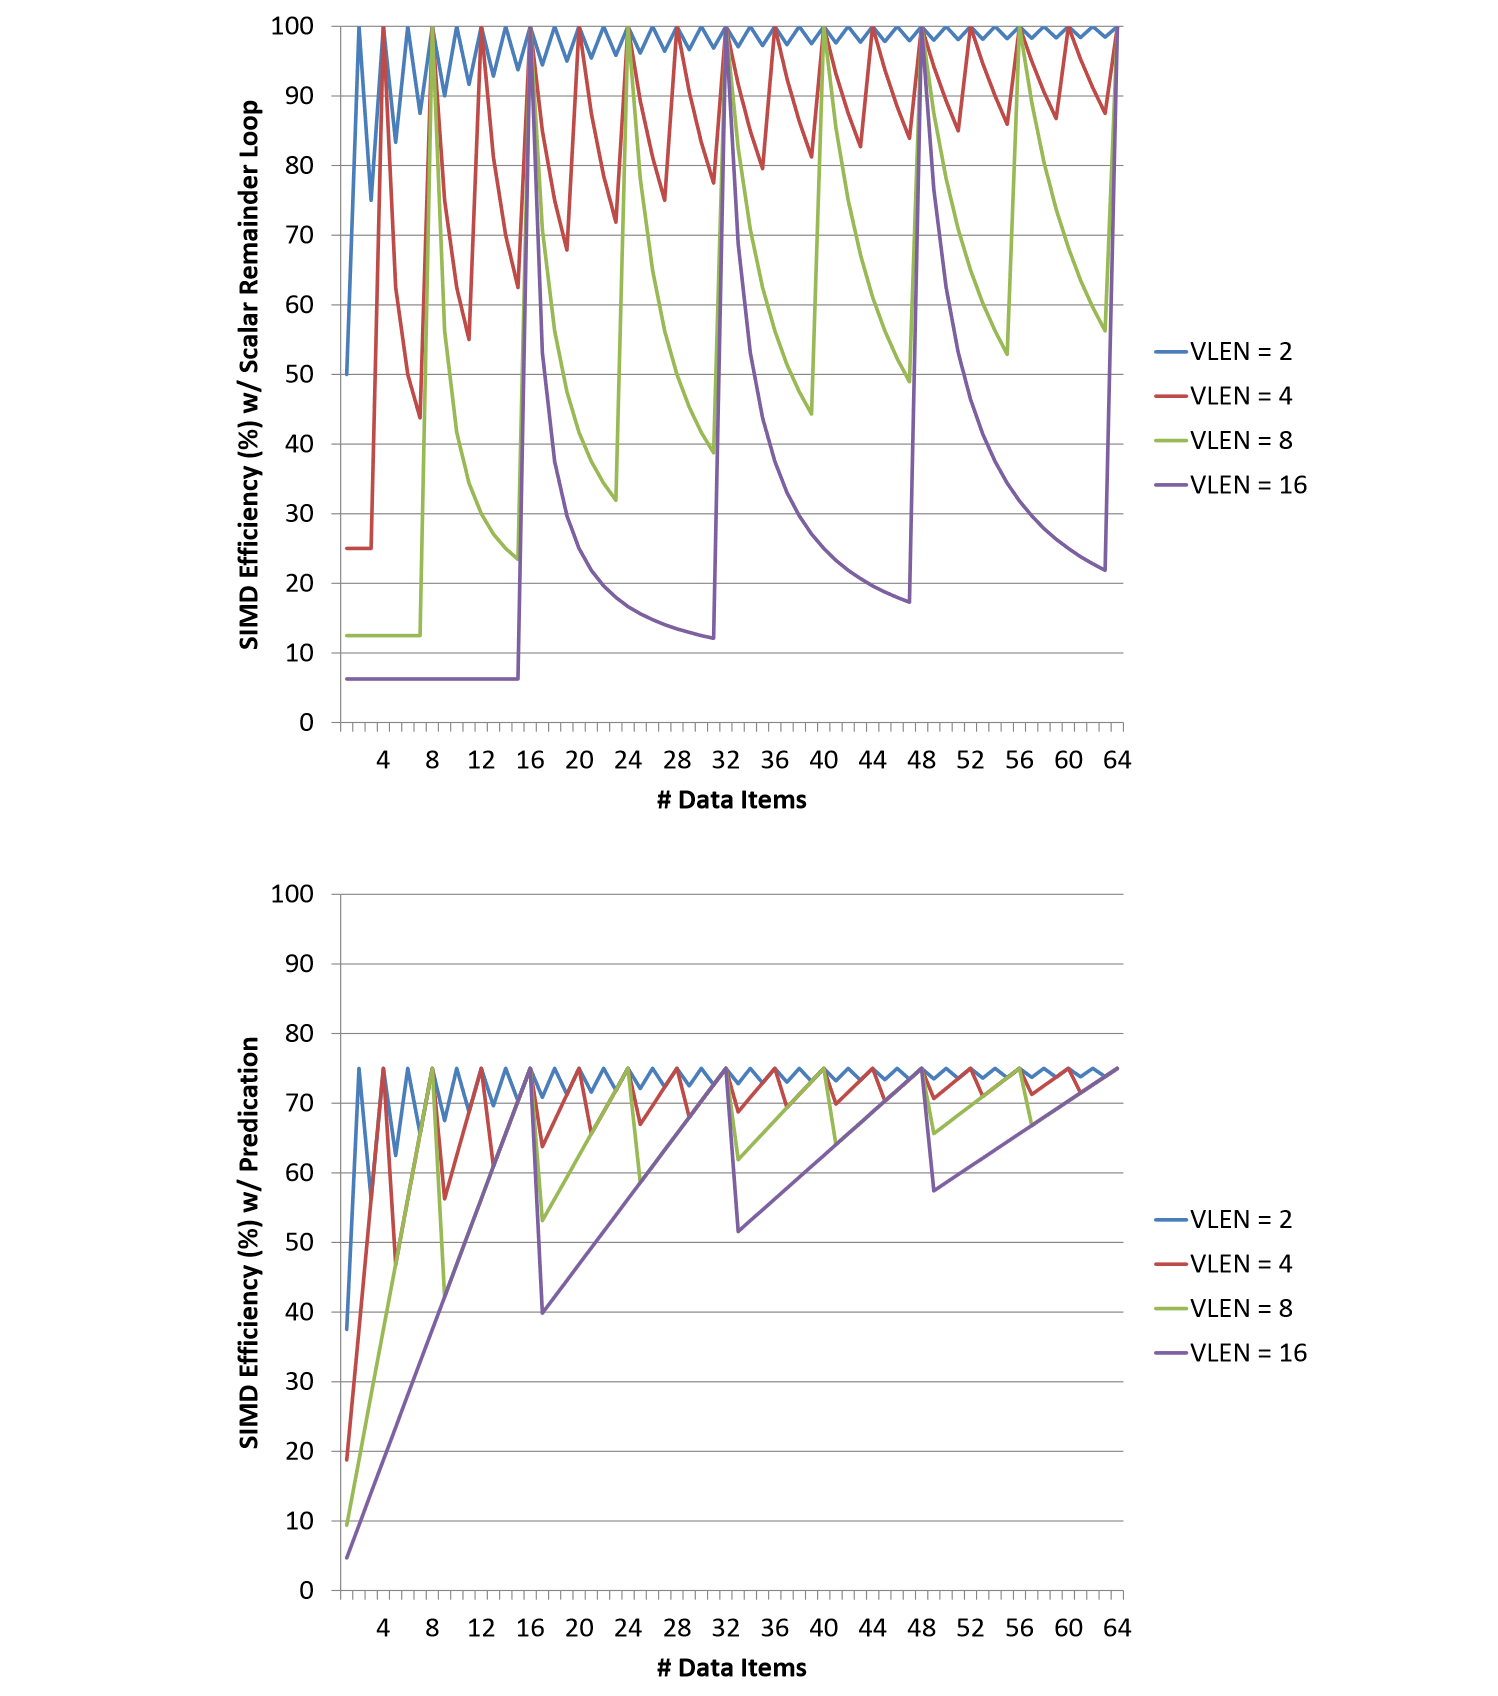 SIMD Efficiency (%) w/ Scalar Remainder Loop
100
90
80
70
60
50
40
30
20
10
0
4 8 12 16 20 24 28 32 36 40 44 48 52 56 60 64
# Data Items
VLEN = 2
VLEN = 4
VLEN = 8
VLEN = 16
SIMD Efficiency (%) w/ Predication
100
90
80
70
60
50
40
30
20
10
0
4 8 12 16 20 24 28 32 36 40 44 48 52 56 60 64
# Data Items
VLEN = 2
VLEN = 4
VLEN = 8
VLEN = 16